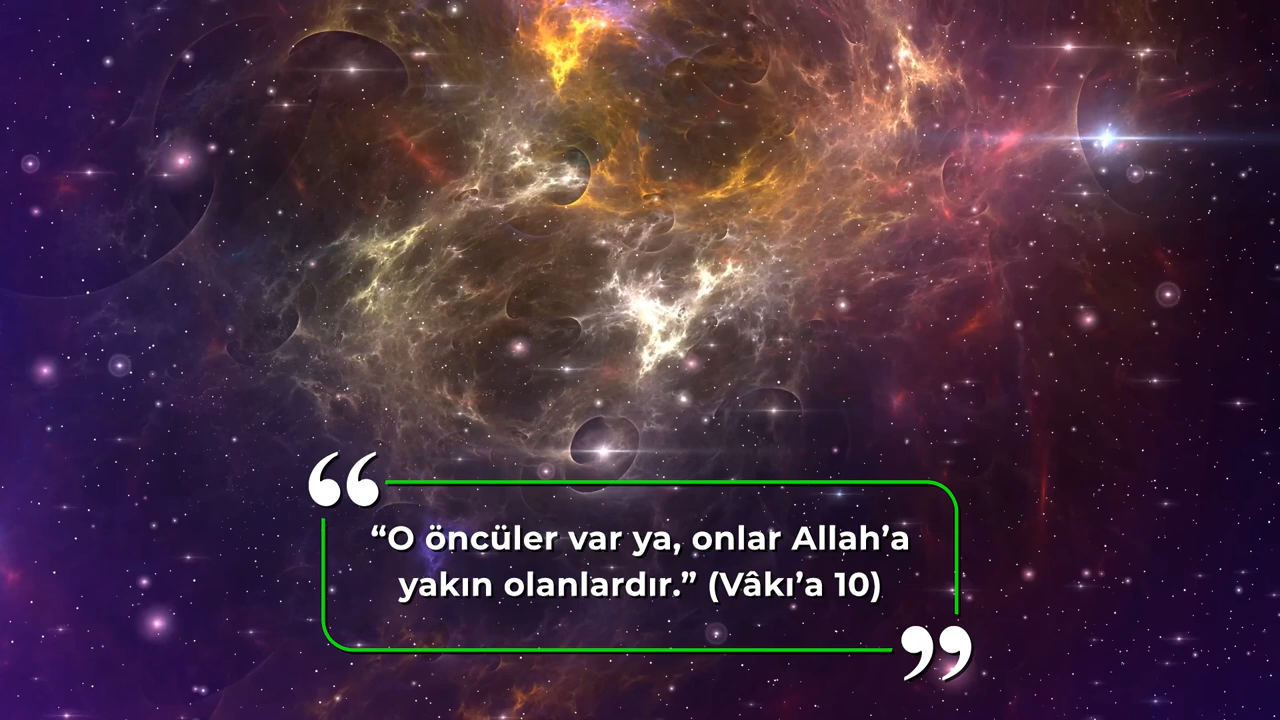 “O öncüler var ya, onlar Allah’a
yakın olanlardır.” (Vâkı’a 10)